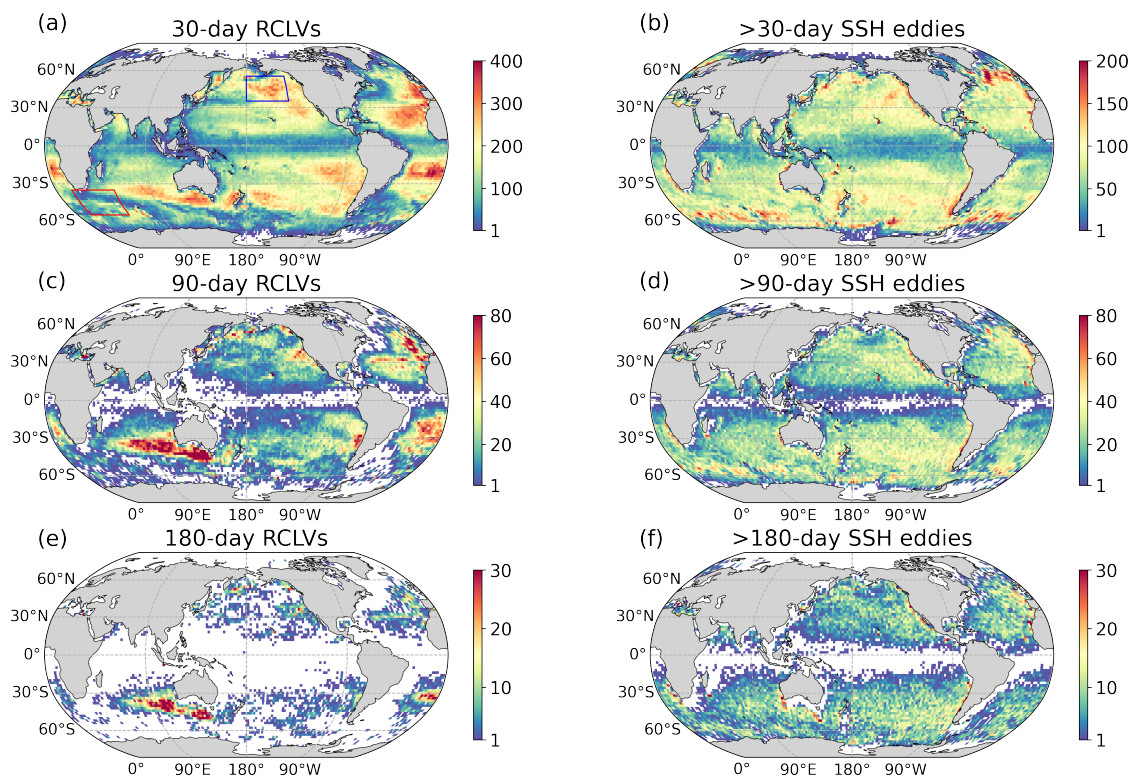 (a) 30-day RCLVs
60°N
30°N
0°
30°S
60°S
0° 90°E 180° 90°W
400
300
200
100
1
(b) >30-day SSH eddies
60°N
30°N
0°
30°S
60°S
0° 90°E 180° 90°W
200
150
100
50
1
(c) 90-day RCLVs
60°N
30°N
0°
30°S
60°S
0° 90°E 180° 90°W
80
60
40
20
1
(d) >90-day SSH eddies
60°N
30°N
0°
30°S
60°S
0° 90°E 180° 90°W
80
60
40
20
1
(e) 180-day RCLVs
60°N
30°N
0°
30°S
60°S
0° 90°E 180° 90°W
30
20
10
1
(f) >180-day SSH eddies
60°N
30°N
0°
30°S
60°S
0° 90°E 180° 90°W
30
20
10
1